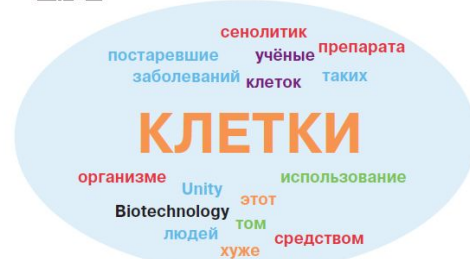 сенолитик
постаревшие учёные препарата
заболеваний клеток таких
КЛЕТКИ
организме использование
Unity этот
Biotechnology том
людей средством
хуже